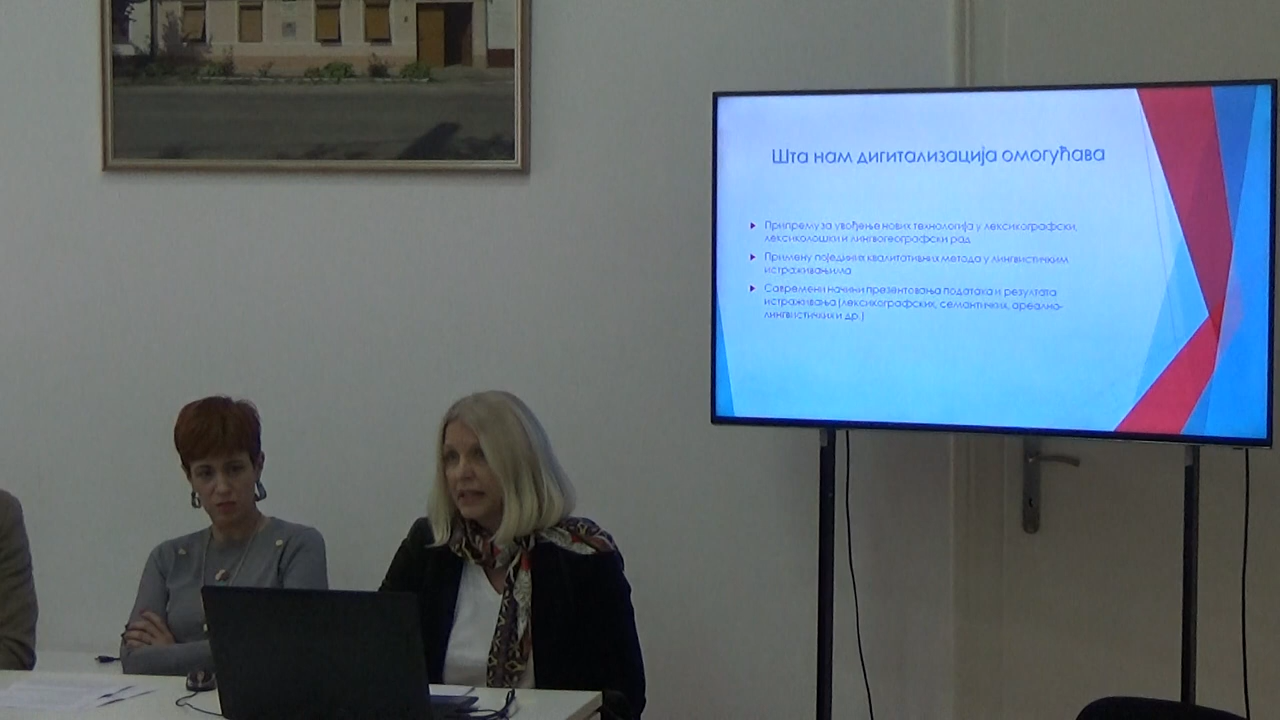 Шта нам дигитализација омогућава
Припрему за увођење нових технологија у лексикографски,
лексиколошки и лингвогеографски рад
Примену појединих квалитативних метода у лингвистичким
истраживањима
Савремени начини презентовања података и резултата
истраживања (лексикографских, семантичких, ареално-
лингвистичких и др.)